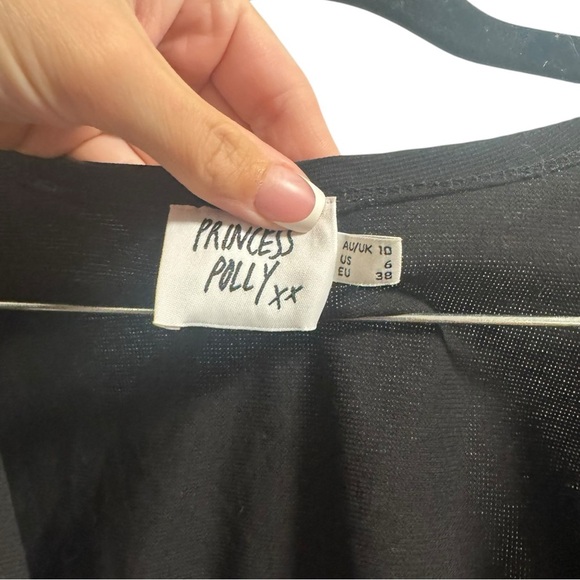 PRINCESS
POLLY xx
AU/UK 10
US 6
EU 38